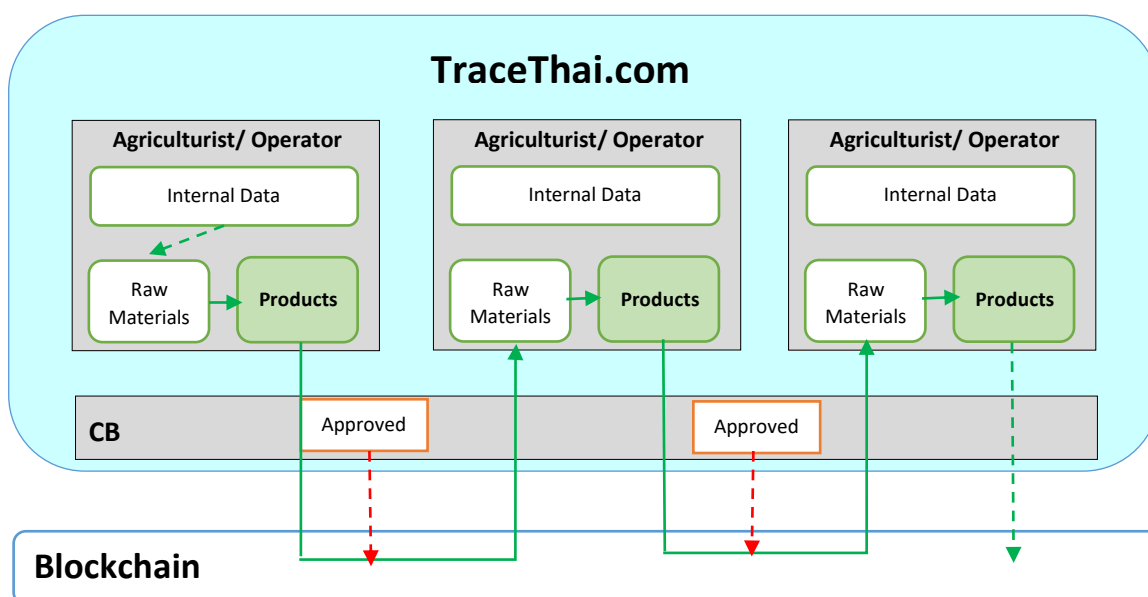 TraceThai.com
Agriculturist/ Operator
Internal Data
Raw
Materials
Products
Agriculturist/ Operator
Internal Data
Raw
Materials
Products
Agriculturist/ Operator
Internal Data
Raw
Materials
Products
CB
Approved
Approved
Blockchain